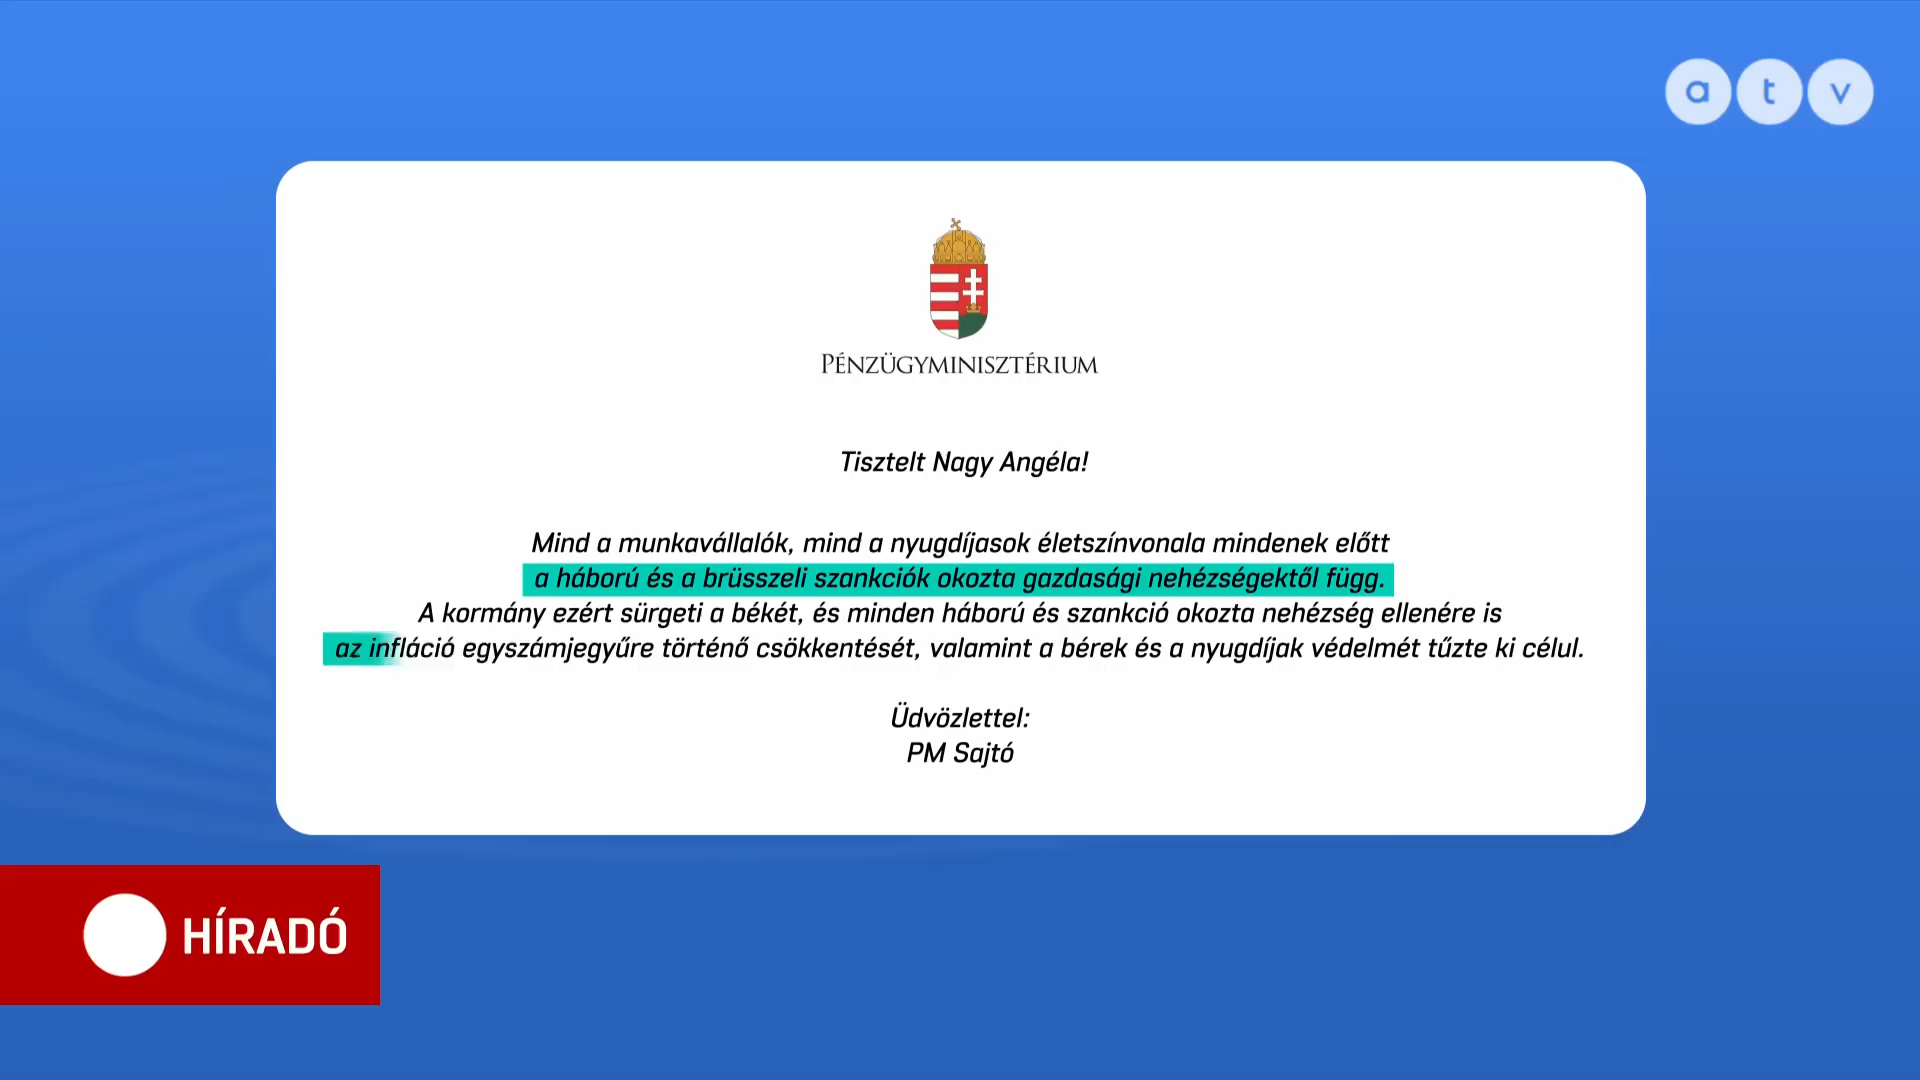 a t v
PÉNZÜGYMINISZTÉRIUM
Tisztelt Nagy Angéla!
Mind a munkavállalók, mind a nyugdíjasok életszínvonala mindenek előtt
a háború és a brüsszeli szankciók okozta gazdasági nehézségektől függ.
A kormány ezért sürgeti a békét, és minden háború és szankció okozta nehézség ellenére is
az infláció egyszámjegyűre történő csökkentését, valamint a bérek és a nyugdíjak védelmét tűzte ki célul.
Üdvözlettel:
PM Sajtó
HÍRADÓ